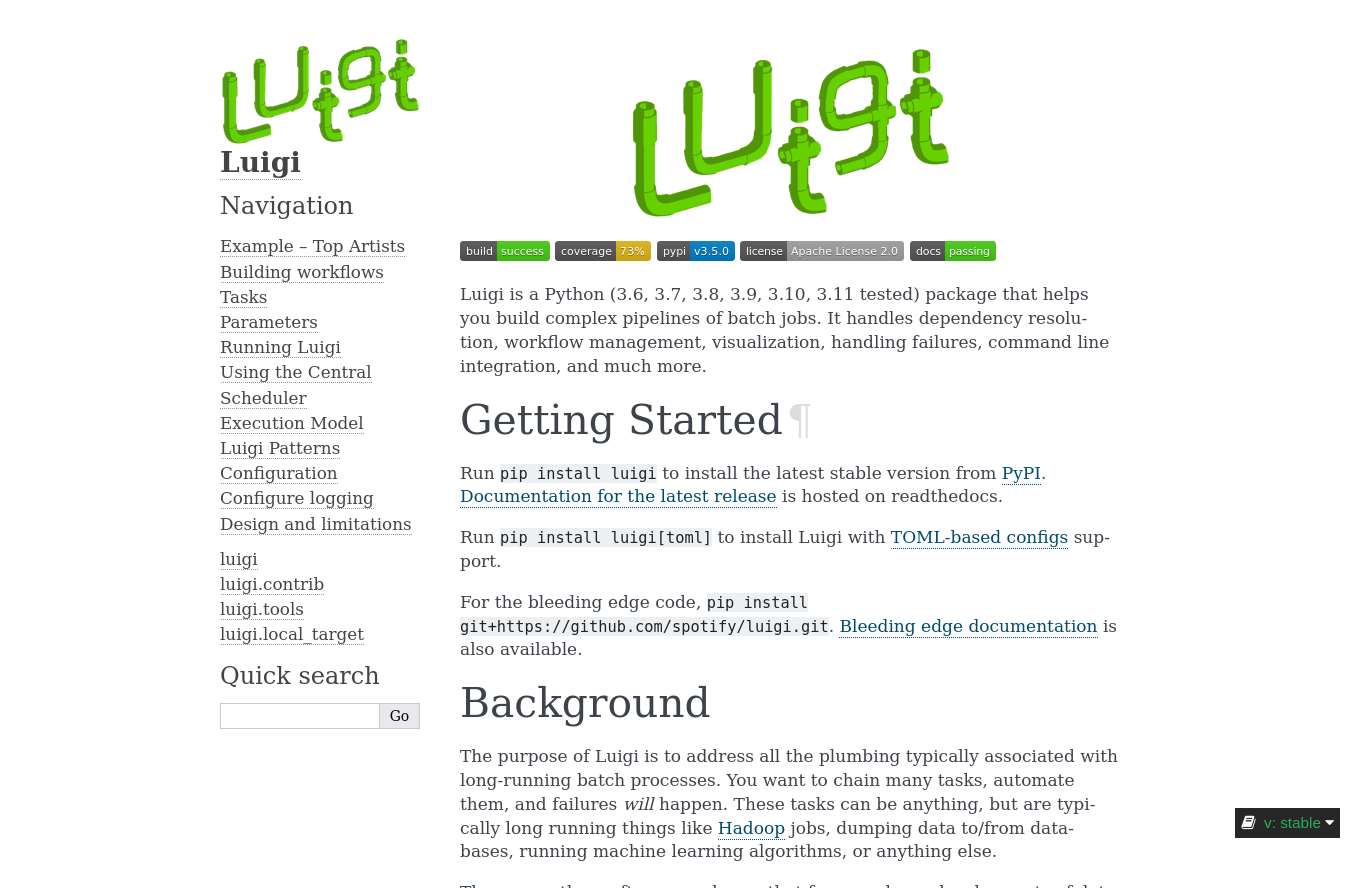 Luigi
Luigi
Navigation
Example – Top Artists
Building workflows
Tasks
Parameters
Running Luigi
Using the Central
Scheduler
Execution Model
Luigi Patterns
Configuration
Configure logging
Design and limitations
luigi
luigi.contrib
luigi.tools
luigi.local_target
Quick search
Go
Luigi
build success coverage 73% pypi v3.5.0 license Apache License 2.0 docs passing
Luigi is a Python (3.6, 3.7, 3.8, 3.9, 3.10, 3.11 tested) package that helps
you build complex pipelines of batch jobs. It handles dependency resolu-
tion, workflow management, visualization, handling failures, command line
integration, and much more.
Getting Started¶
Run pip install luigi to install the latest stable version from PyPI.
Documentation for the latest release is hosted on readthedocs.
Run pip install luigi[toml] to install Luigi with TOML-based configs sup-
port.
For the bleeding edge code, pip install
git+https://github.com/spotify/luigi.git. Bleeding edge documentation is
also available.
Background
The purpose of Luigi is to address all the plumbing typically associated with
long-running batch processes. You want to chain many tasks, automate
them, and failures will happen. These tasks can be anything, but are typi-
cally long running things like Hadoop jobs, dumping data to/from data-
bases, running machine learning algorithms, or anything else.
v: stable